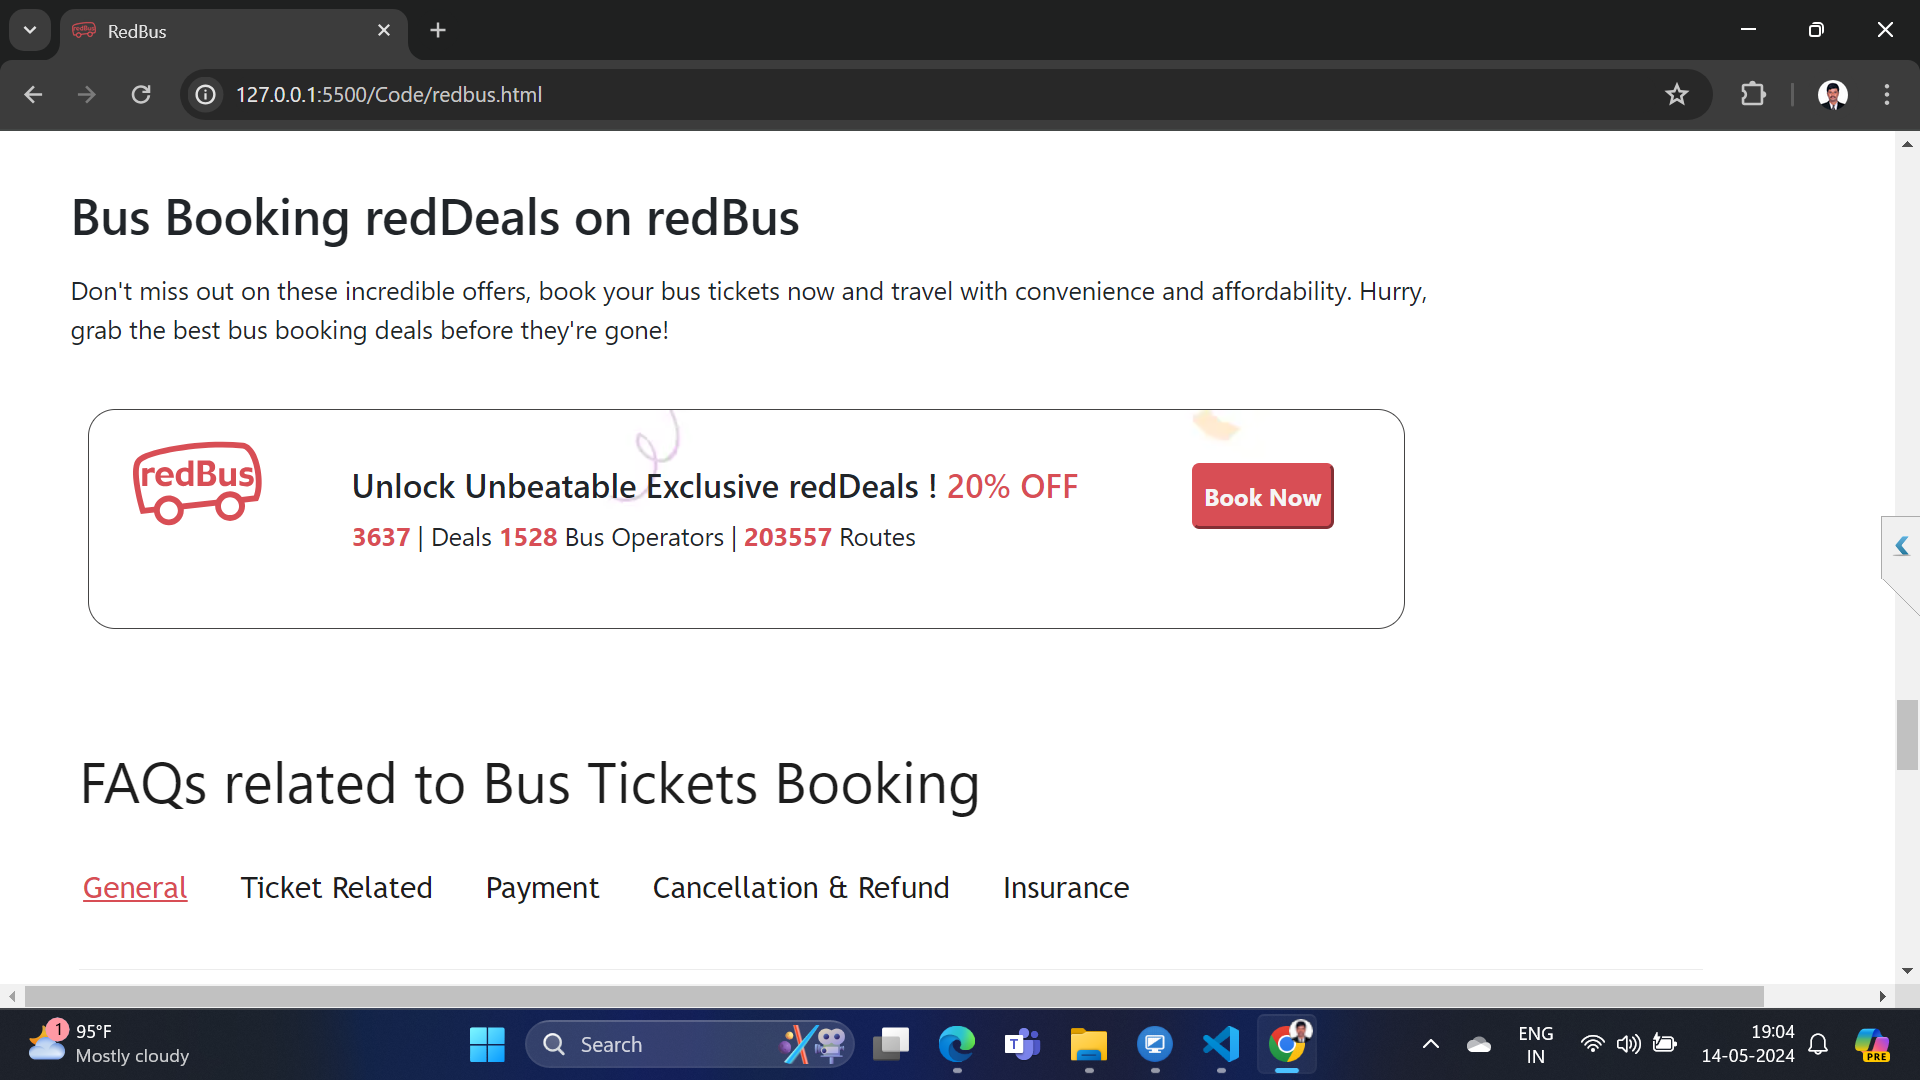 RedBus
127.0.0.1:5500/Code/redbus.html
Bus Booking redDeals on redBus
Don't miss out on these incredible offers, book your bus tickets now and travel with convenience and affordability. Hurry,
grab the best bus booking deals before they're gone!
redBus
Unlock Unbeatable Exclusive redDeals ! 20% OFF
3637 | Deals 1528 Bus Operators | 203557 Routes
Book Now
FAQs related to Bus Tickets Booking
General Ticket Related Payment Cancellation & Refund Insurance
1
95°F
Mostly cloudy
Search
T
ENG
IN
19:04
14-05-2024
PRE